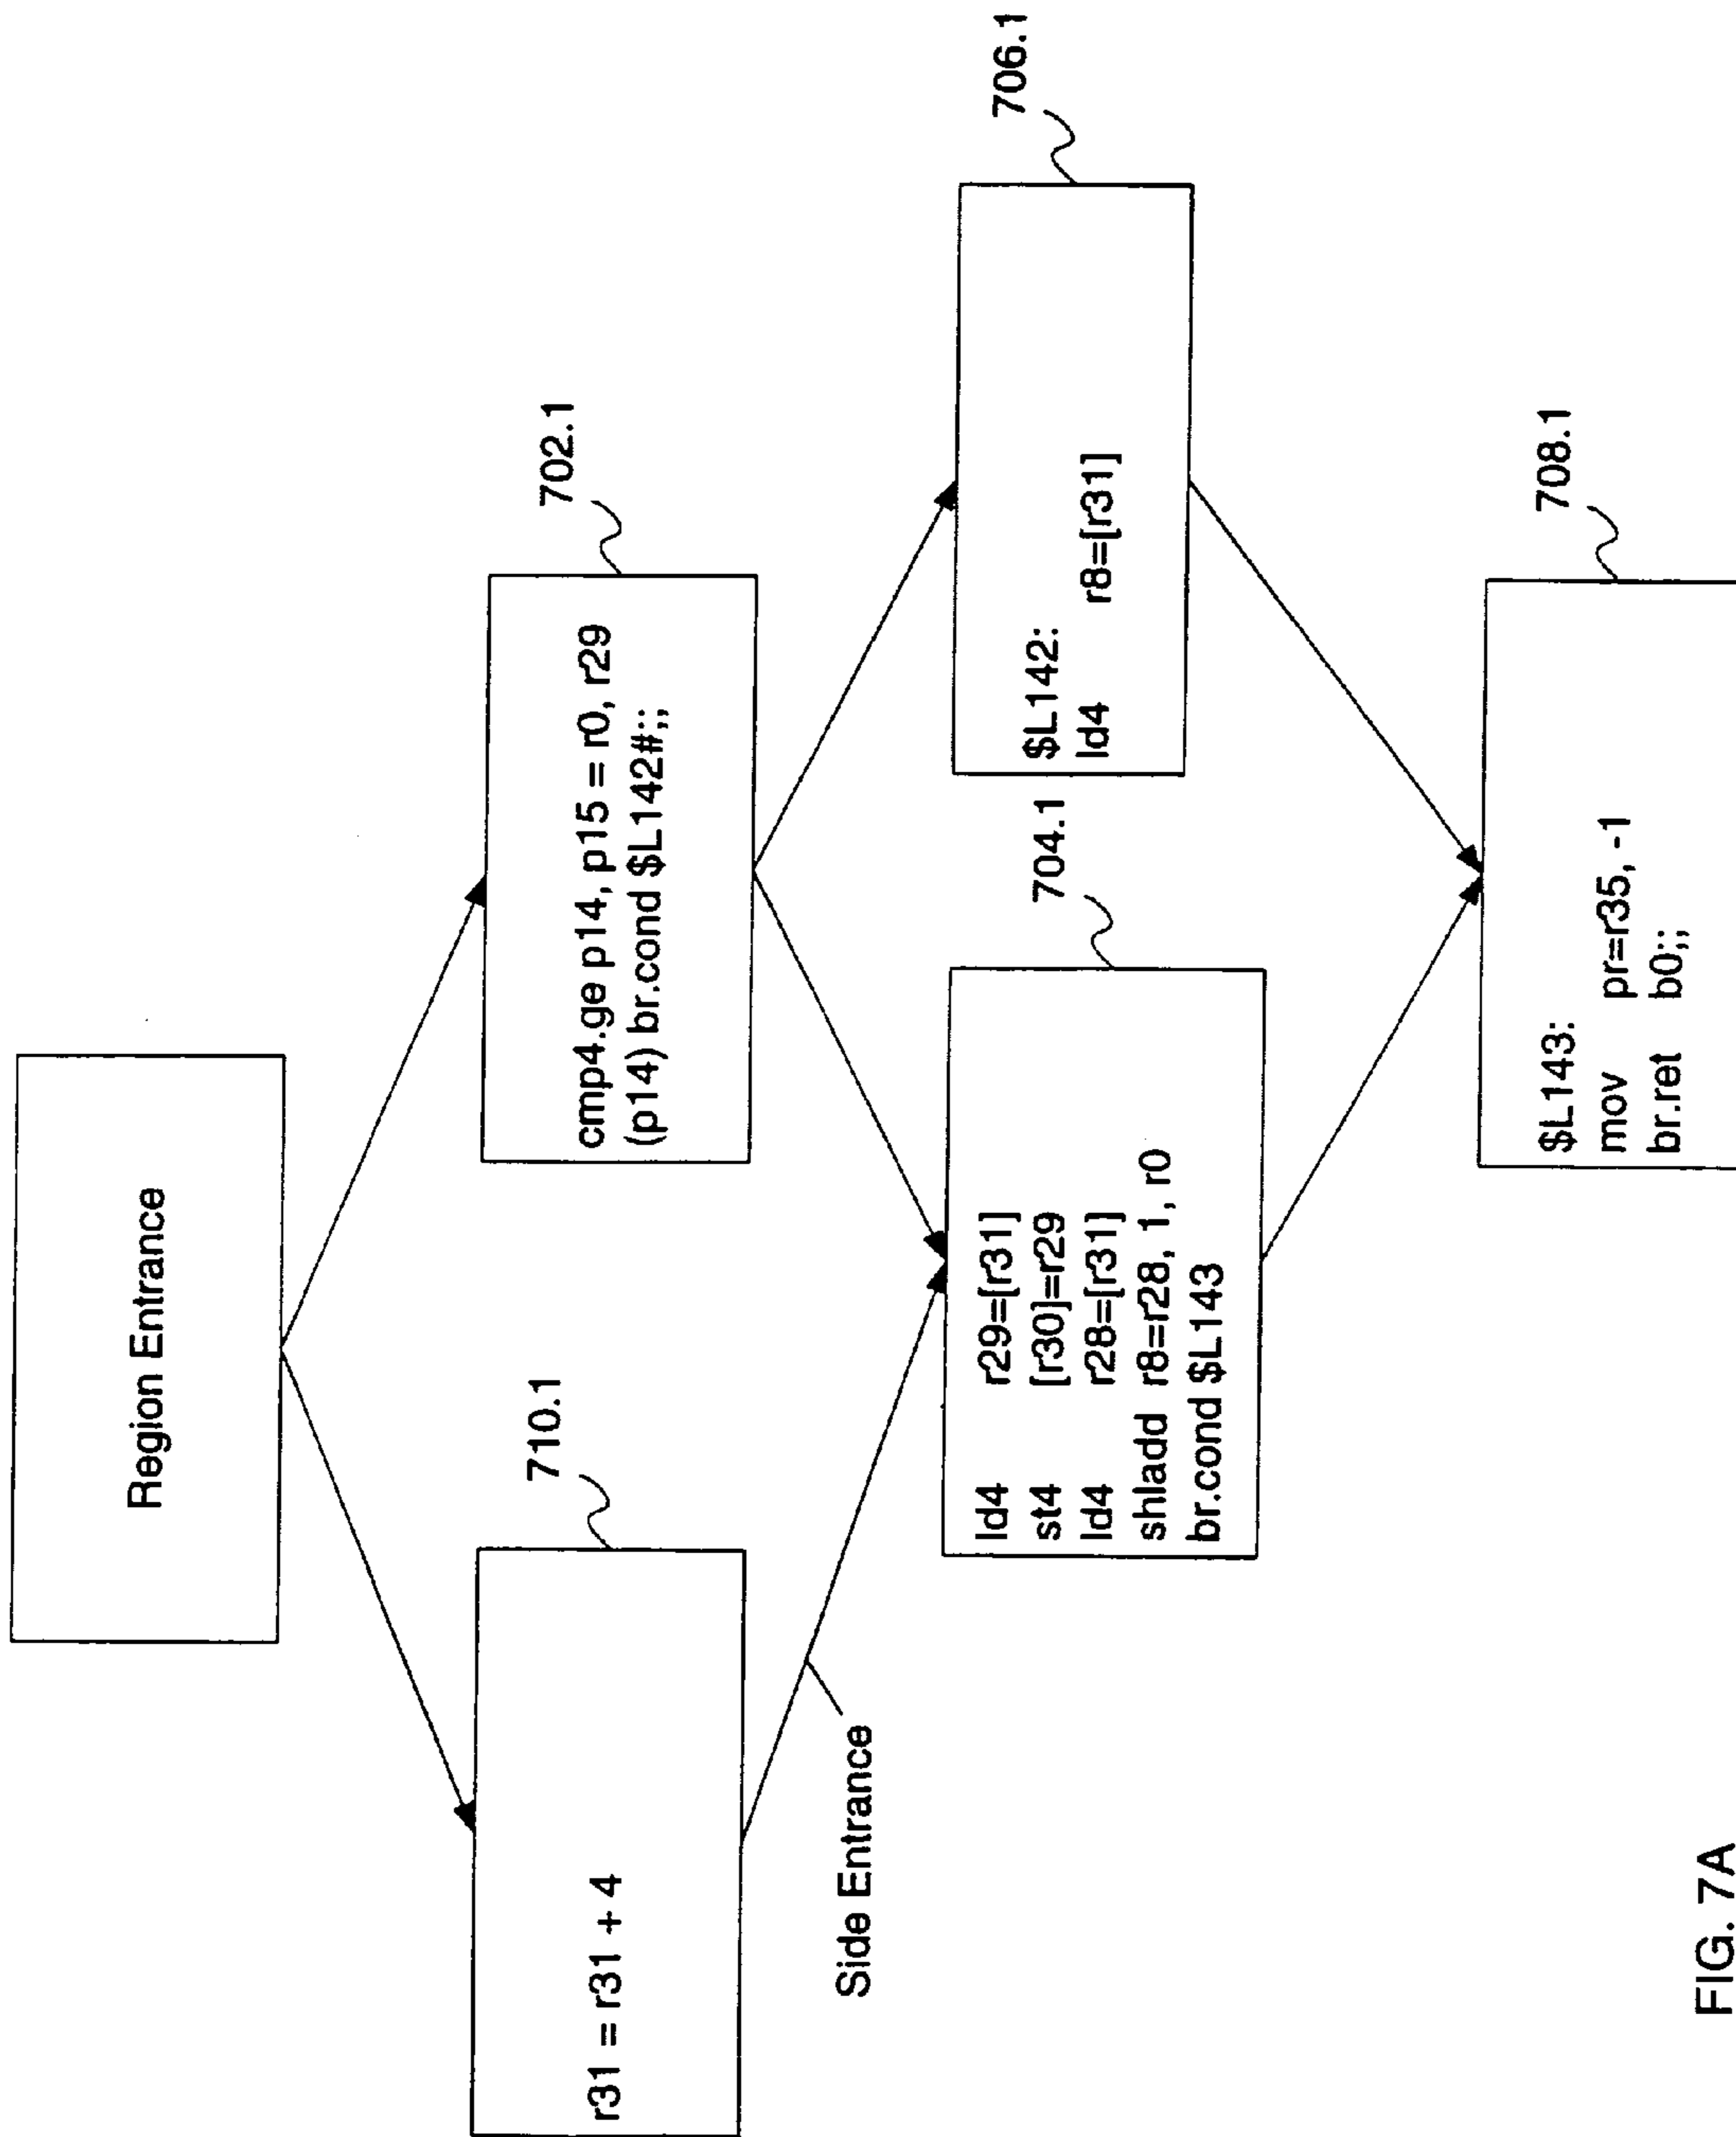 Region Entrance
710.1
r31 = r31 + 4
702.1
cmp4.ge p14, p15 = r0, r29
(p14) br.cond $L142#;;
Side Entrance
704.1
ld4 r29=[r31]
st4 [r30]=r29
ld4 r28=[r31]
shladd r8=r28, 1, r0
br.cond $L143
706.1
$L142:
ld4 r8=[r31]
708.1
$L143:
mov pr=r35, -1
br.ret b0;;
FIG. 7A